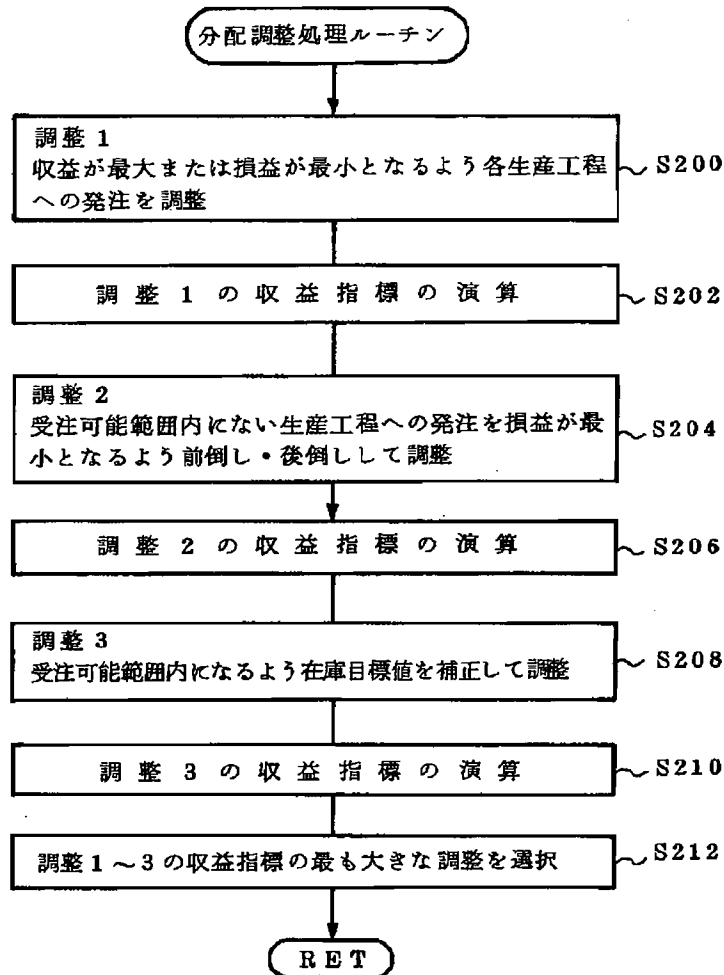 分配調整処理ルーチン
調整1
収益が最大または損益が最小となるよう各生産工程
への発注を調整
S200
調整1の収益指標の演算
S202
調整2
受注可能範囲内にない生産工程への発注を損益が最
小となるよう前倒し・後倒しして調整
S204
調整2の収益指標の演算
S206
調整3
受注可能範囲内になるよう在庫目標値を補正して調整
S208
調整3の収益指標の演算
S210
調整1~3の収益指標の最も大きな調整を選択
S212
RET